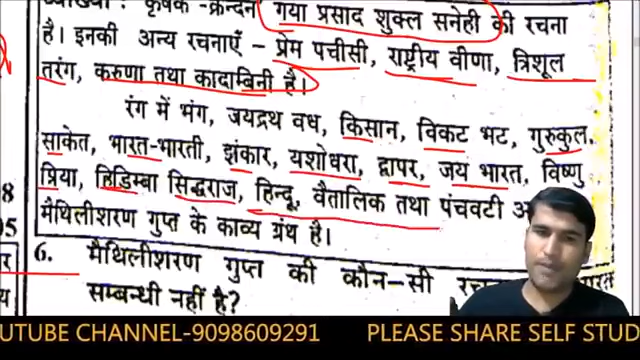 व्याख्या: कृषक-क्रन्दन गया प्रसाद शुक्ल सनेही की रचना
है। इनकी अन्य रचनाएँ – प्रेम पचीसी, राष्ट्रीय वीणा, त्रिशूल
तरंग, करुणा तथा कादाम्बिनी है।
रंग में भंग, जयद्रथ वध, किसान, विकट भट, गुरुकुल,
साकेत, भारत-भारती, झंकार, यशोधरा, द्वापर, जय भारत, विष्णु
प्रिया, हिडिम्बा सिद्धराज, हिन्दू, वैतालिक तथा पंचवटी
मैथिलीशरण गुप्त के काव्य ग्रंथ है।
6. मैथिलीशरण गुप्त की कौन-सी
सम्बन्धी नहीं है?
UTUBE CHANNEL-9098609291 PLEASE SHARE SELF STUD